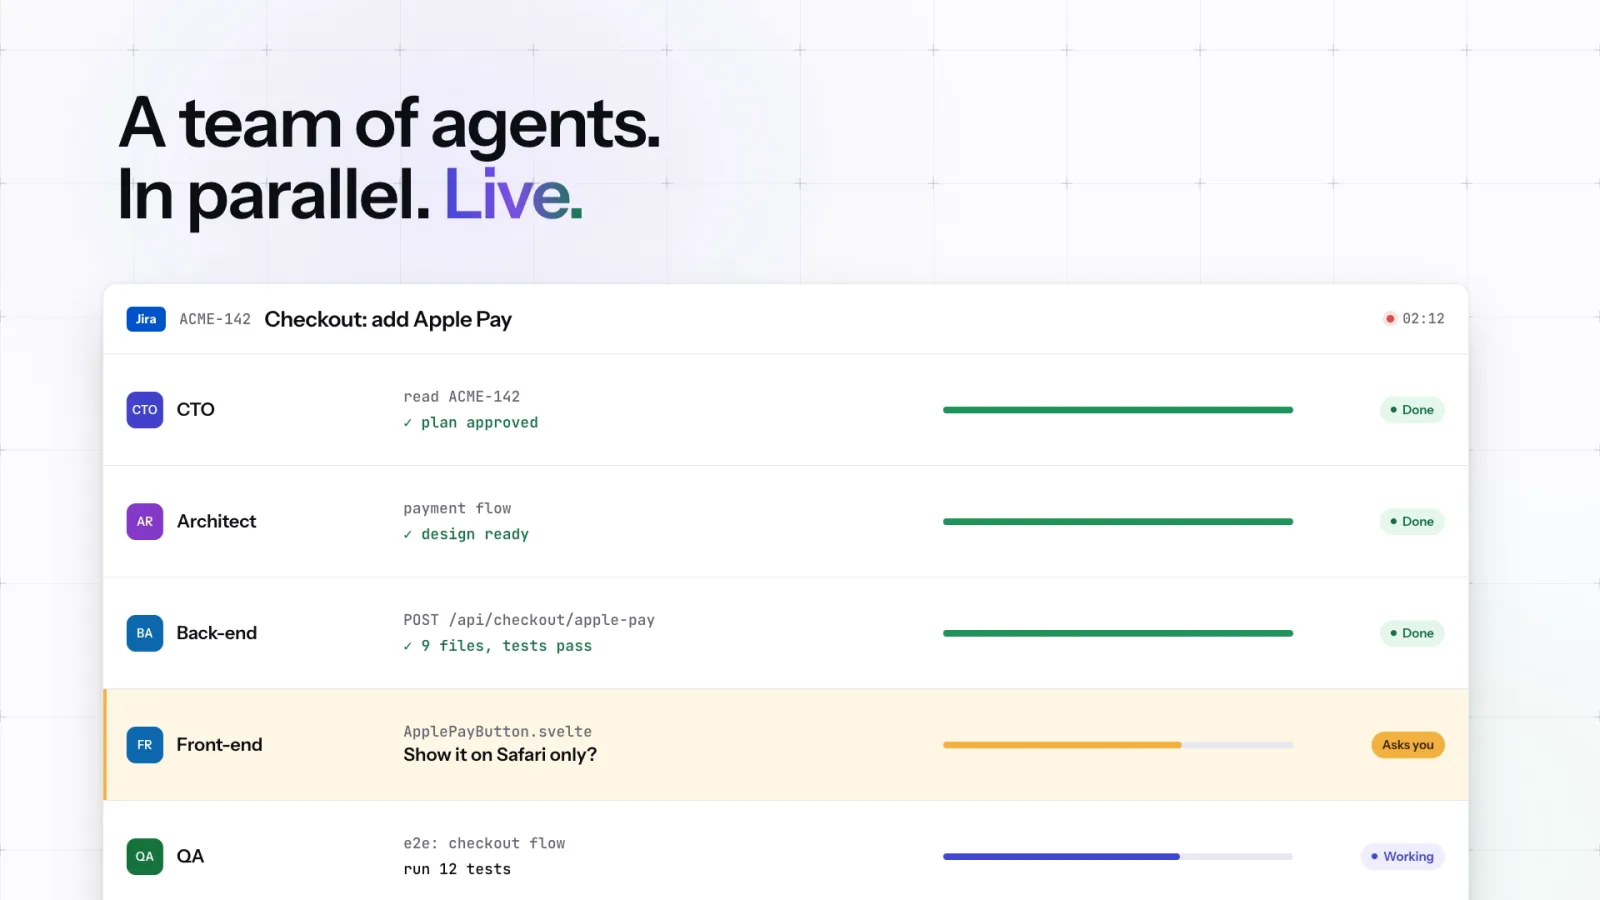 A team of agents.
In parallel. Live.
Jira ACME-142 Checkout: add Apple Pay 02:12
CTO CTO
read ACME-142
✓ plan approved
Done
AR Architect
payment flow
✓ design ready
Done
BA Back-end
POST /api/checkout/apple-pay
✓ 9 files, tests pass
Done
FR Front-end
ApplePayButton.svelte
Show it on Safari only?
Asks you
QA QA
e2e: checkout flow
run 12 tests
Working